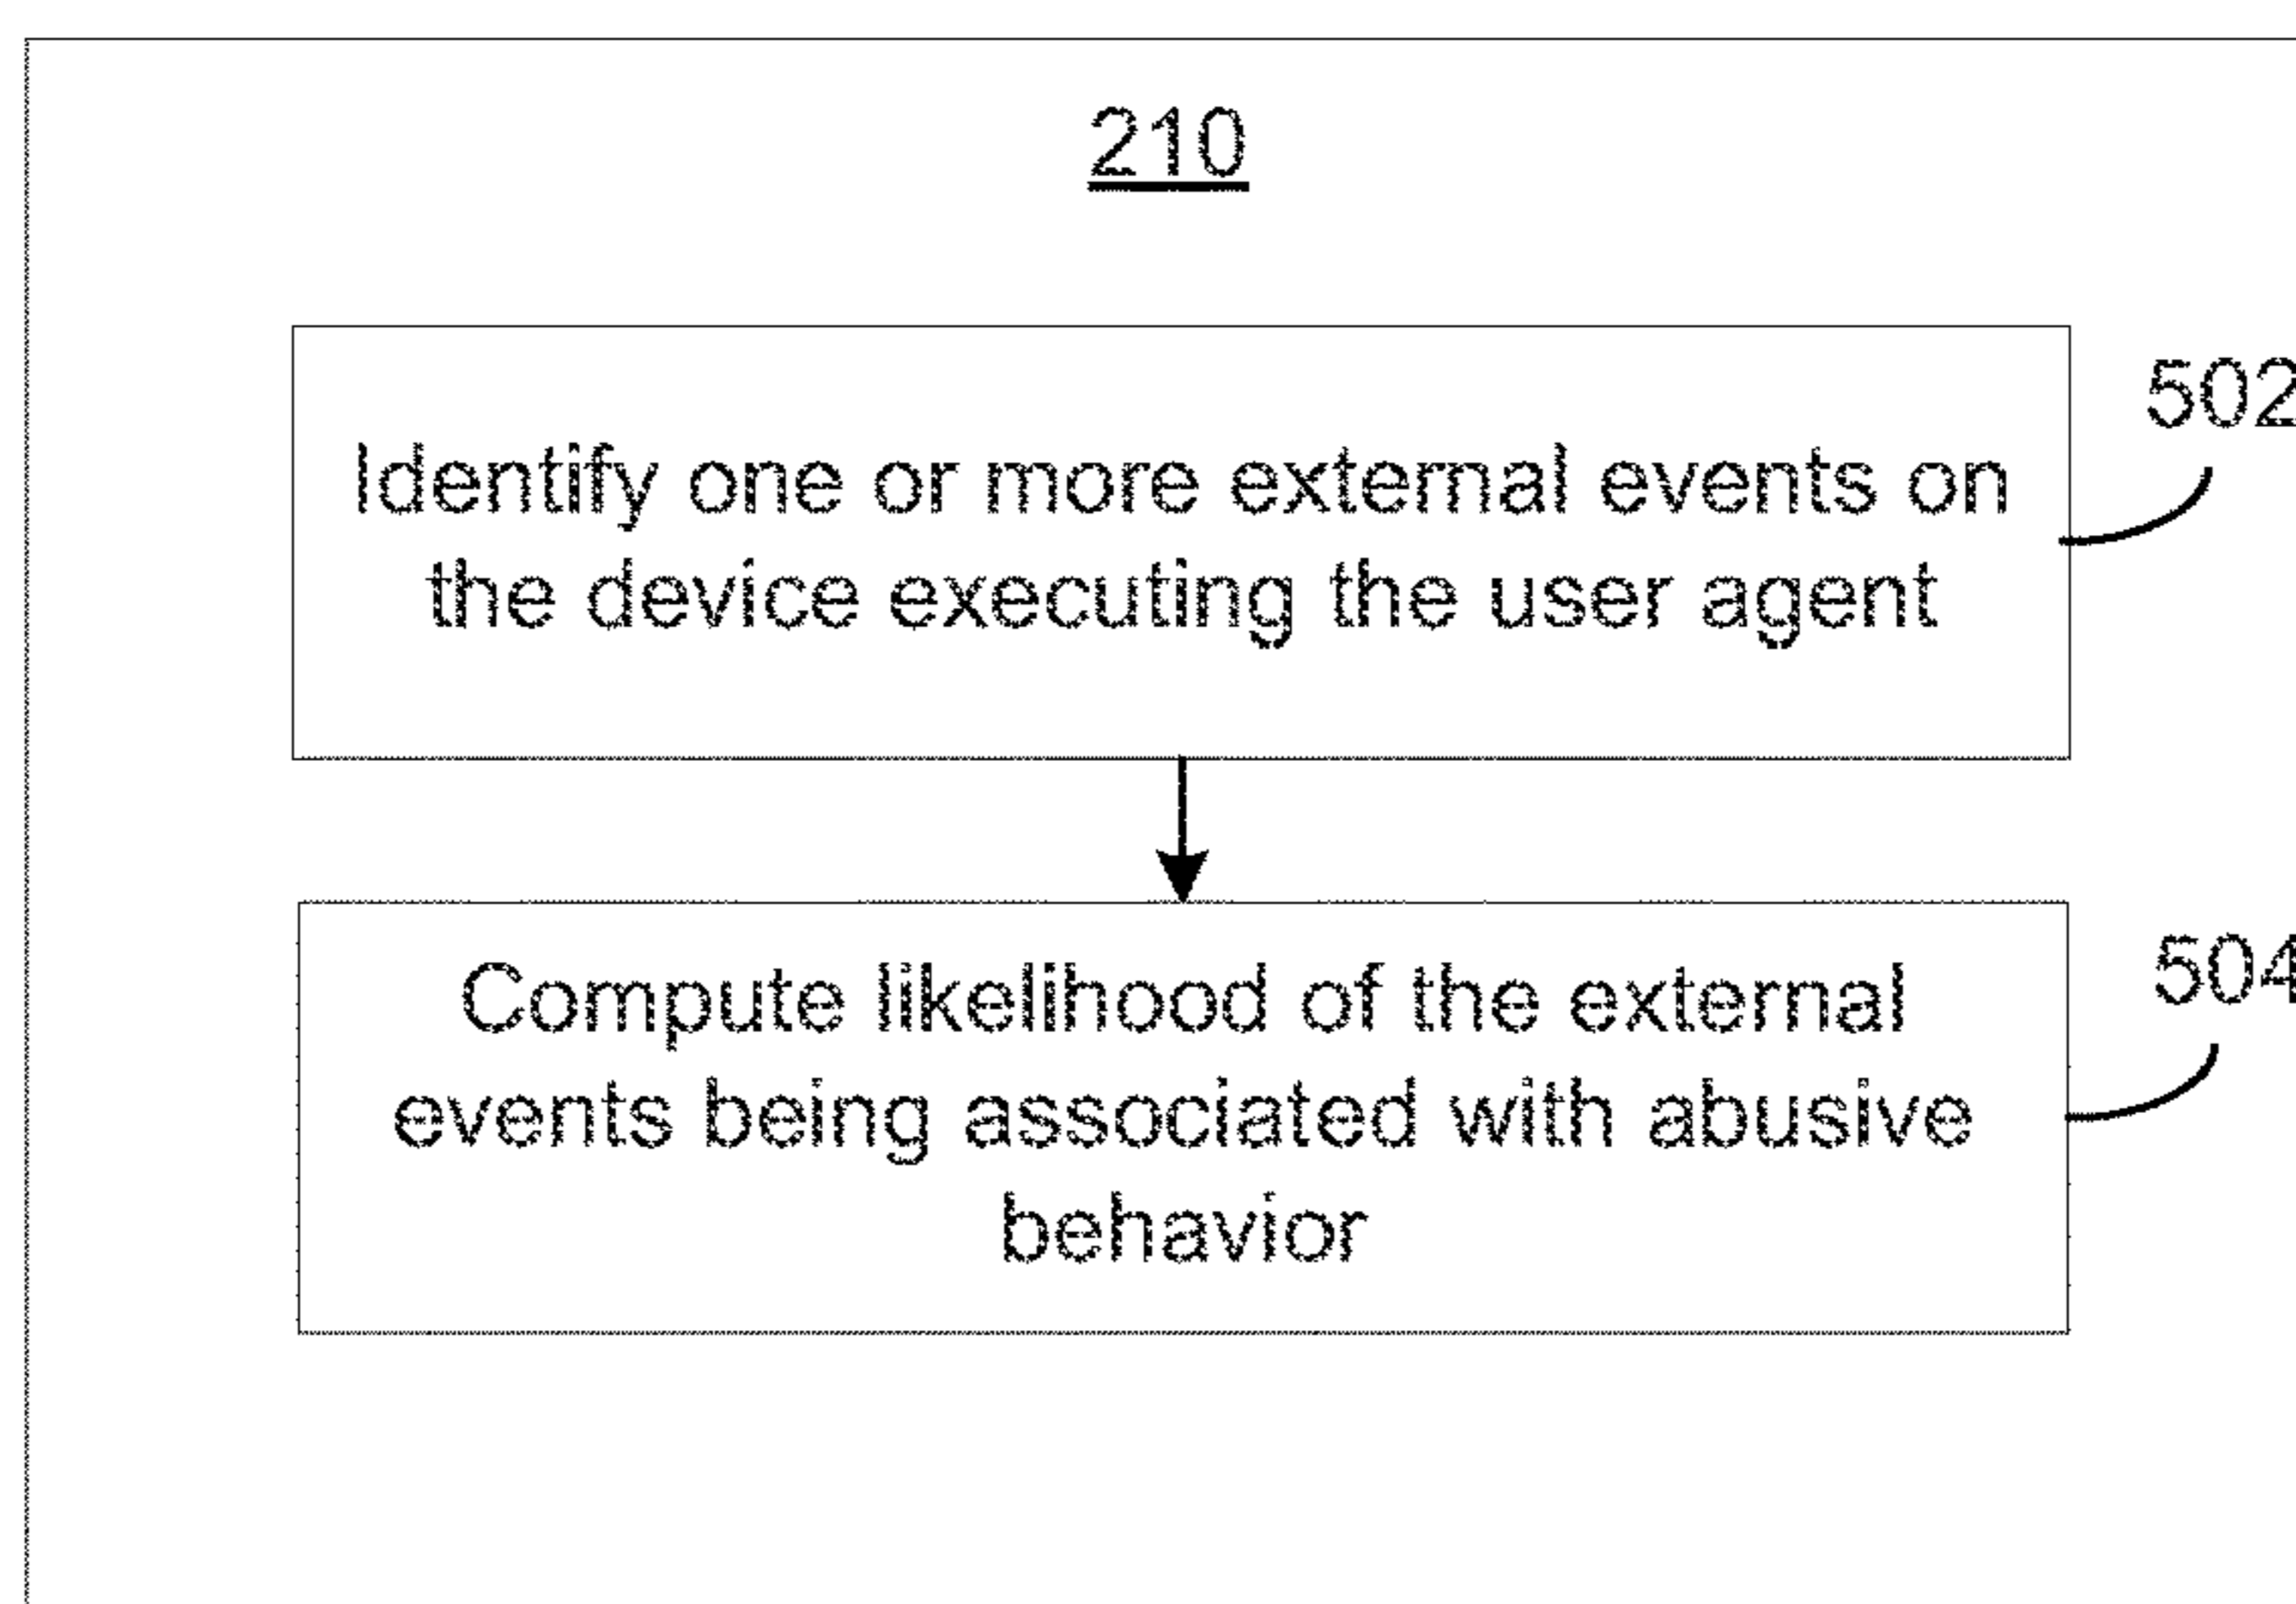 210
502
Identify one or more external events on
the device executing the user agent
504
Compute likelihood of the external
events being associated with abusive
behavior